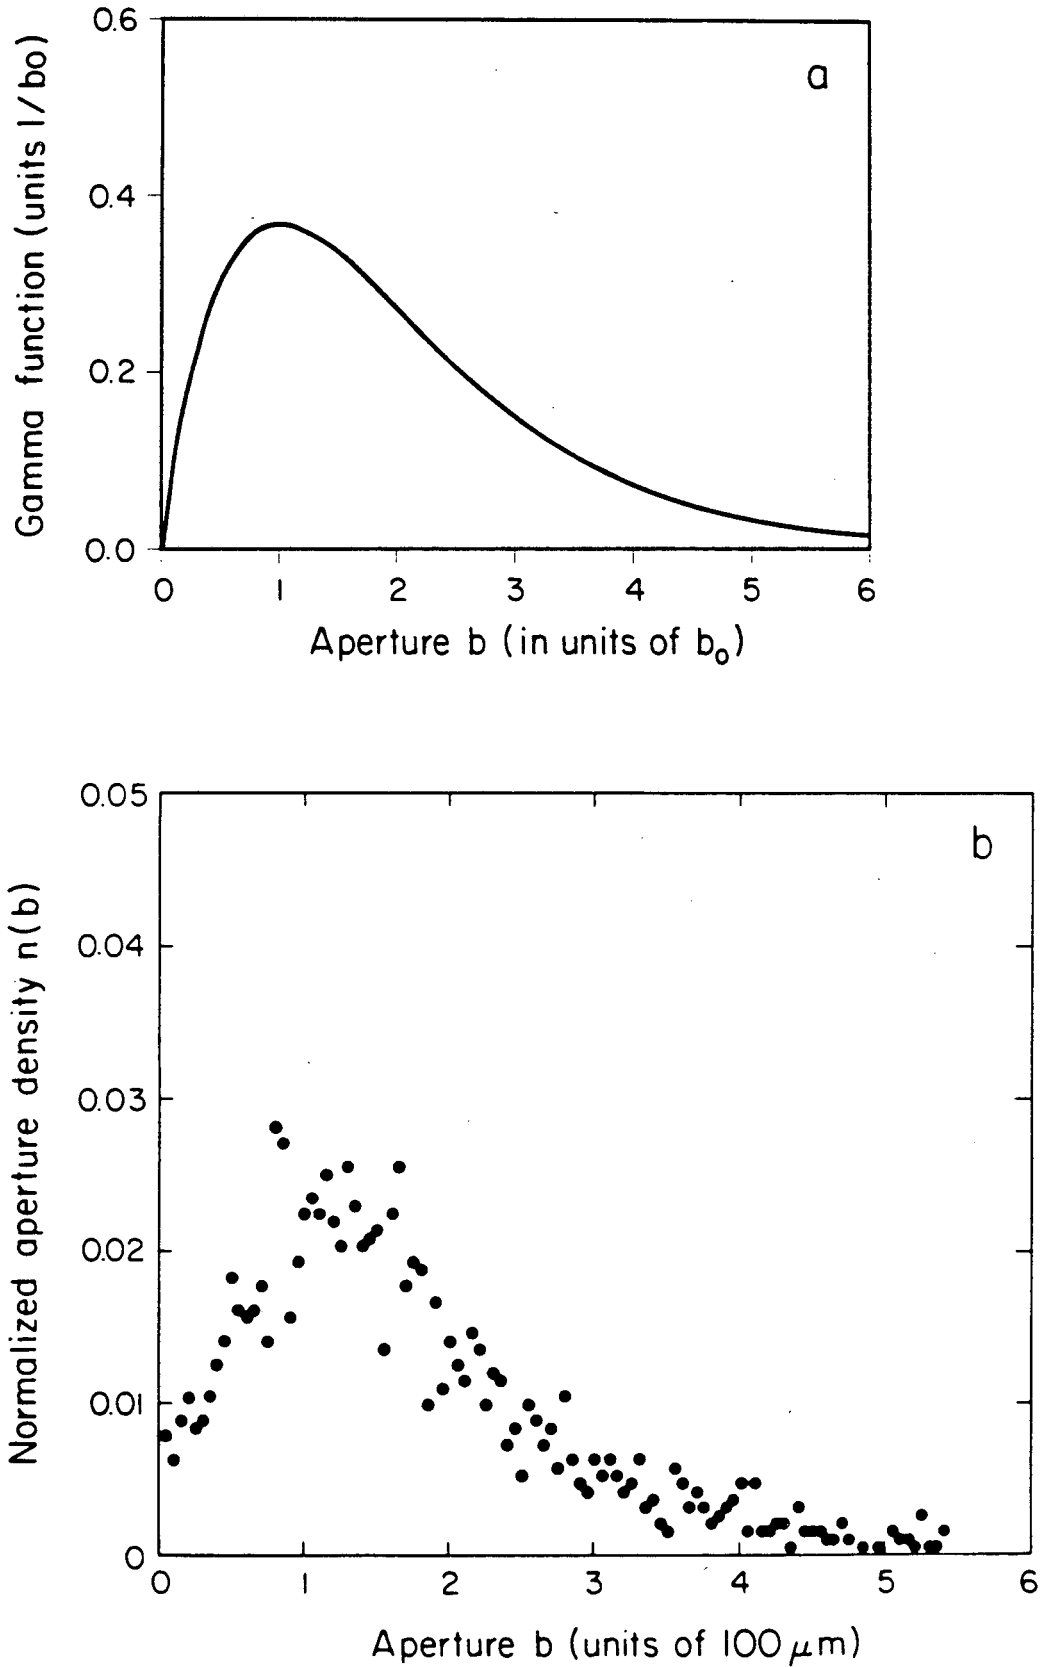 a
Gamma function (units 1/bo)
0.6
0.4
0.2
0.0
0 1 2 3 4 5 6
Aperture b (in units of b₀)
b
Normalized aperture density n(b)
0.05
0.04
0.03
0.02
0.01
0
0 1 2 3 4 5 6
Aperture b (units of 100 μm)